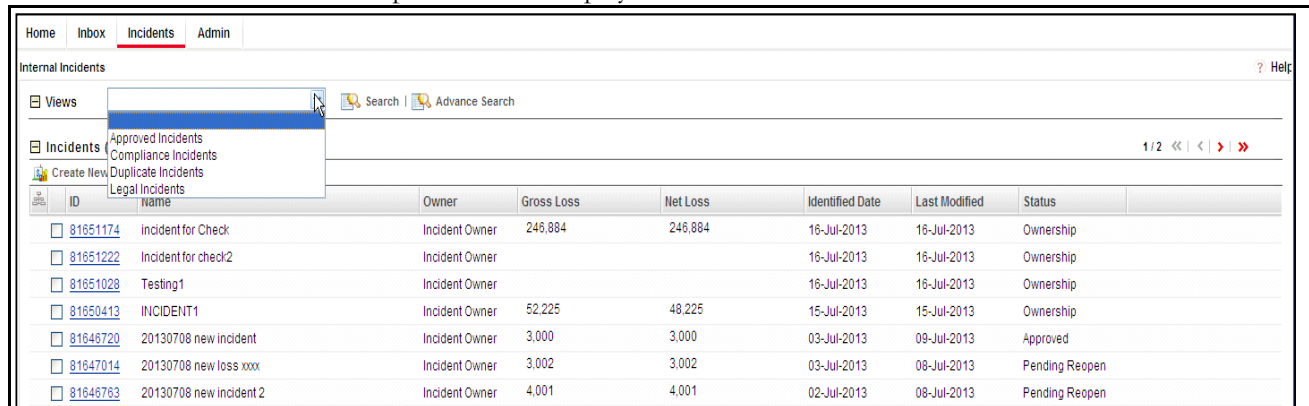 Home Inbox Incidents Admin
Internal Incidents ? Help
Views Search | Advance Search
Approved Incidents
Compliance Incidents
Duplicate Incidents
Legal Incidents
Incidents ( 1/2
Create New
ID Name Owner Gross Loss Net Loss Identified Date Last Modified Status
81651174 incident for Check Incident Owner 246,884 246,884 16-Jul-2013 16-Jul-2013 Ownership
81651222 Incident for check2 Incident Owner 16-Jul-2013 16-Jul-2013 Ownership
81651028 Testing1 Incident Owner 16-Jul-2013 16-Jul-2013 Ownership
81650413 INCIDENT1 Incident Owner 52,225 48,225 15-Jul-2013 15-Jul-2013 Ownership
81646720 20130708 new incident Incident Owner 3,000 3,000 03-Jul-2013 09-Jul-2013 Approved
81647014 20130708 new loss xxxx Incident Owner 3,002 3,002 03-Jul-2013 08-Jul-2013 Pending Reopen
81646763 20130708 new incident 2 Incident Owner 4,001 4,001 02-Jul-2013 08-Jul-2013 Pending Reopen